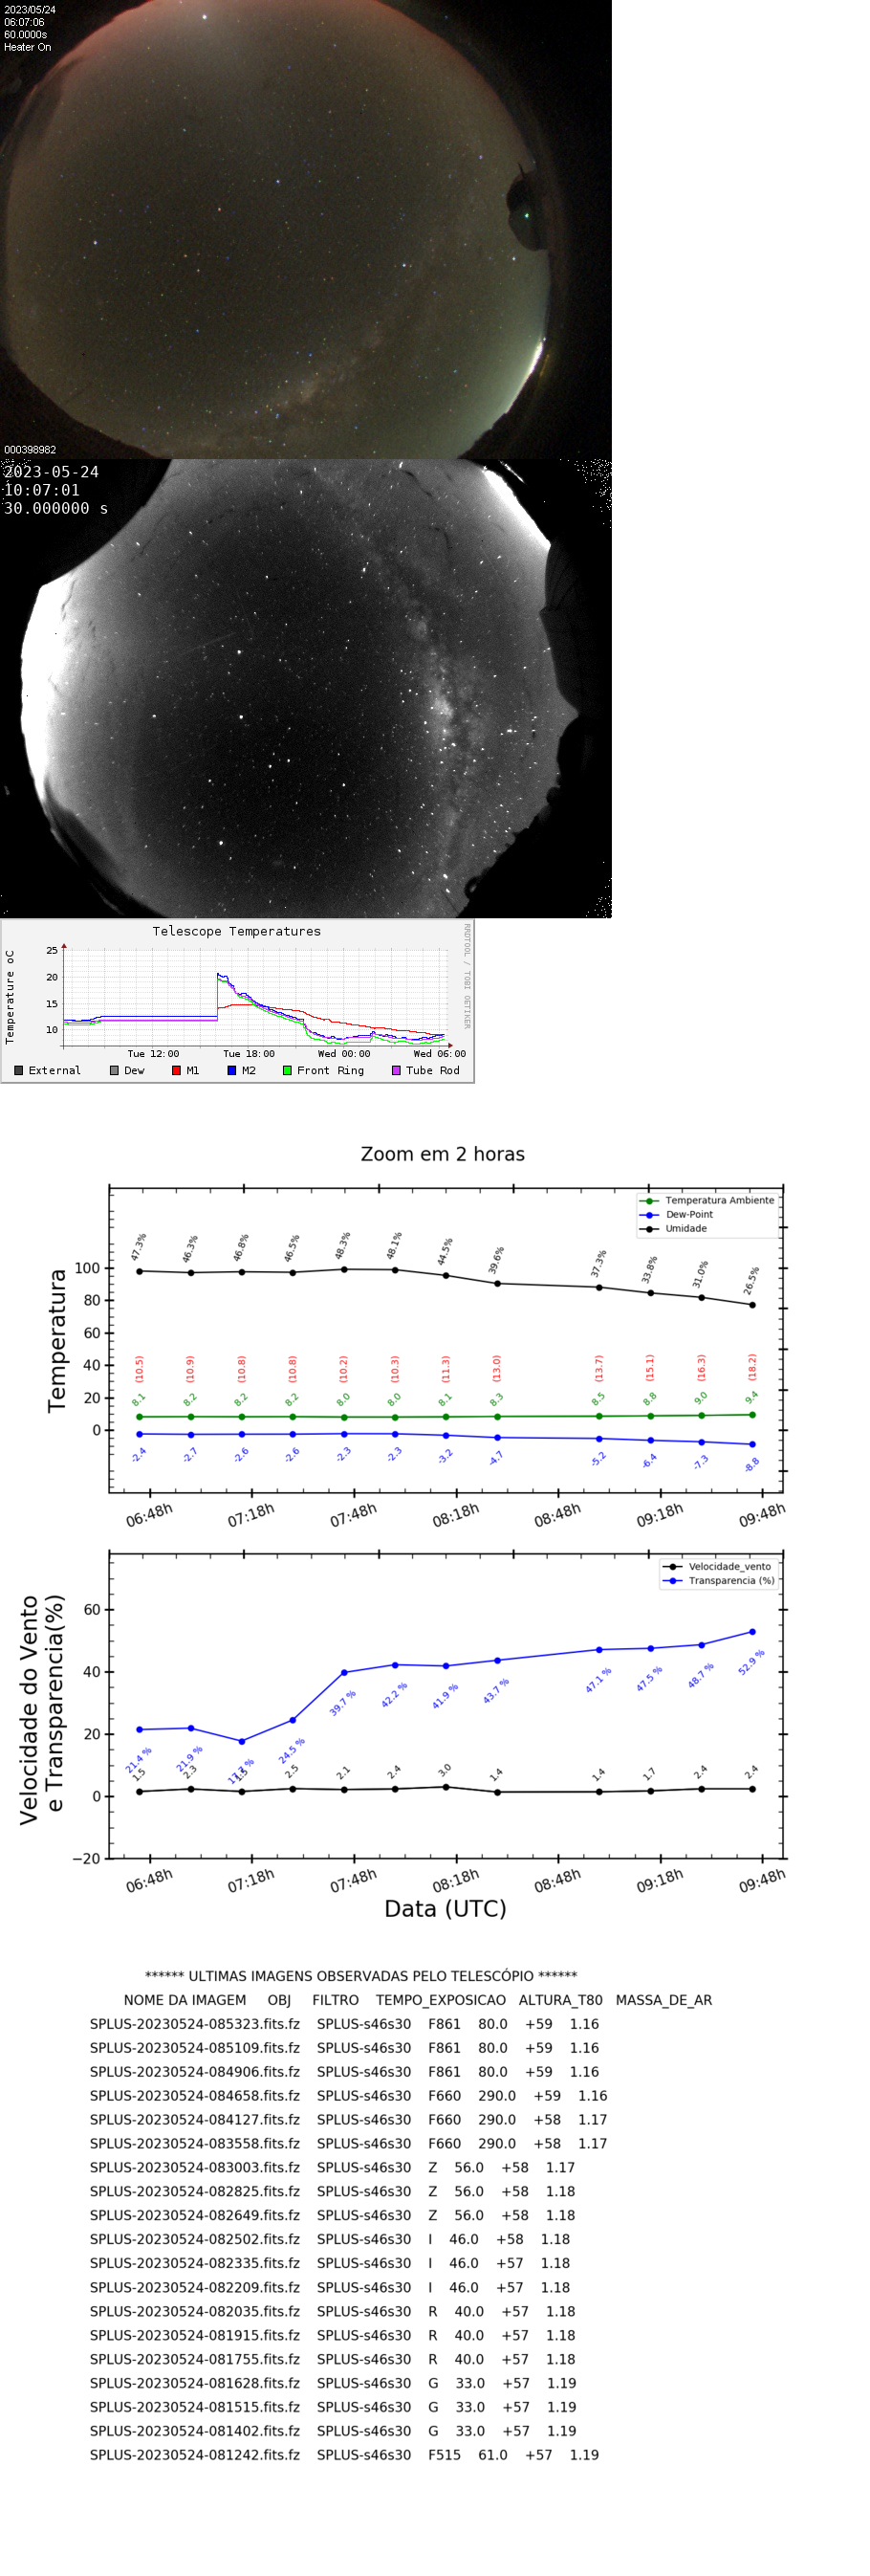 2023/05/24
06:07:06
60.0000s
Heater On
000398982
2023-05-24
10:07:01
30.000000 s
Telescope Temperatures
RRDTOOL / TOBI OETIKER
Temperature oC
25
20
15
10
Tue 12:00 Tue 18:00 Wed 00:00 Wed 06:00
External Dew M1 M2 Front Ring Tube Rod
Zoom em 2 horas
Temperatura Ambiente
Dew-Point
Umidade
Temperatura
100
80
60
40
20
0
47.3% 46.3% 46.8% 46.5% 48.3% 48.1% 44.5% 39.6% 37.3% 33.8% 31.0% 26.5%
(10.5) (10.9) (10.8) (10.8) (10.2) (10.3) (11.3) (13.0) (13.7) (15.1) (16.3) (18.2)
8.1 8.2 8.2 8.2 8.0 8.0 8.1 8.3 8.5 8.8 9.0 9.4
-2.4 -2.7 -2.6 -2.6 -2.3 -2.3 -3.2 -4.7 -5.2 -6.4 -7.3 -8.8
06:48h 07:18h 07:48h 08:18h 08:48h 09:18h 09:48h
Velocidade_vento
Transparencia (%)
Velocidade do Vento
e Transparencia(%)
60
40
20
0
−20
21.4 % 21.9 % 24.5 % 39.7 % 42.2 % 41.9 % 43.7 % 47.1 % 47.5 % 48.7 % 52.9 %
1.5 2.3 2.5 2.1 2.4 3.0 1.4 1.4 1.7 2.4 2.4
06:48h 07:18h 07:48h 08:18h 08:48h 09:18h 09:48h
Data (UTC)
****** ULTIMAS IMAGENS OBSERVADAS PELO TELESCÓPIO ******
NOME DA IMAGEM OBJ FILTRO TEMPO_EXPOSICAO ALTURA_T80 MASSA_DE_AR
SPLUS-20230524-085323.fits.fz SPLUS-s46s30 F861 80.0 +59 1.16
SPLUS-20230524-085109.fits.fz SPLUS-s46s30 F861 80.0 +59 1.16
SPLUS-20230524-084906.fits.fz SPLUS-s46s30 F861 80.0 +59 1.16
SPLUS-20230524-084658.fits.fz SPLUS-s46s30 F660 290.0 +59 1.16
SPLUS-20230524-084127.fits.fz SPLUS-s46s30 F660 290.0 +58 1.17
SPLUS-20230524-083558.fits.fz SPLUS-s46s30 F660 290.0 +58 1.17
SPLUS-20230524-083003.fits.fz SPLUS-s46s30 Z 56.0 +58 1.17
SPLUS-20230524-082825.fits.fz SPLUS-s46s30 Z 56.0 +58 1.18
SPLUS-20230524-082649.fits.fz SPLUS-s46s30 Z 56.0 +58 1.18
SPLUS-20230524-082502.fits.fz SPLUS-s46s30 I 46.0 +58 1.18
SPLUS-20230524-082335.fits.fz SPLUS-s46s30 I 46.0 +57 1.18
SPLUS-20230524-082209.fits.fz SPLUS-s46s30 I 46.0 +57 1.18
SPLUS-20230524-082035.fits.fz SPLUS-s46s30 R 40.0 +57 1.18
SPLUS-20230524-081915.fits.fz SPLUS-s46s30 R 40.0 +57 1.18
SPLUS-20230524-081755.fits.fz SPLUS-s46s30 R 40.0 +57 1.18
SPLUS-20230524-081628.fits.fz SPLUS-s46s30 G 33.0 +57 1.19
SPLUS-20230524-081515.fits.fz SPLUS-s46s30 G 33.0 +57 1.19
SPLUS-20230524-081402.fits.fz SPLUS-s46s30 G 33.0 +57 1.19
SPLUS-20230524-081242.fits.fz SPLUS-s46s30 F515 61.0 +57 1.19